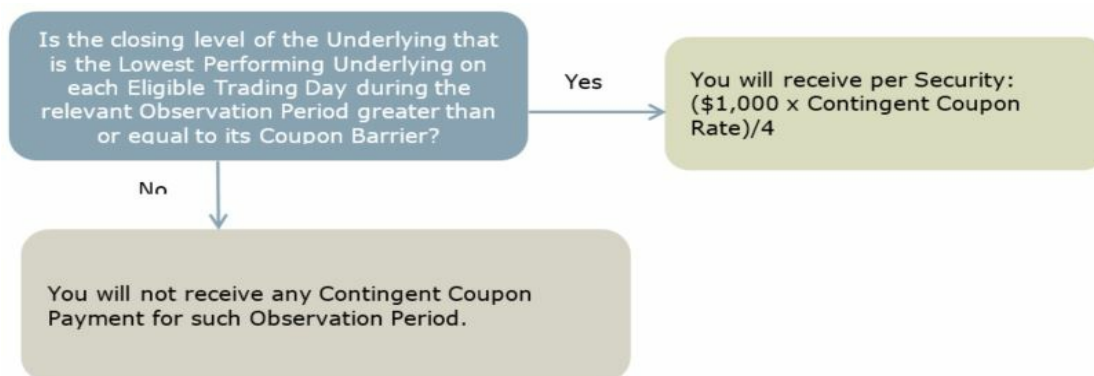 Is the closing level of the Underlying that
is the Lowest Performing Underlying on
each Eligible Trading Day during the
relevant Observation Period greater than
or equal to its Coupon Barrier?
Yes
You will receive per Security:
($1,000 x Contingent Coupon
Rate)/4
No
You will not receive any Contingent Coupon
Payment for such Observation Period.